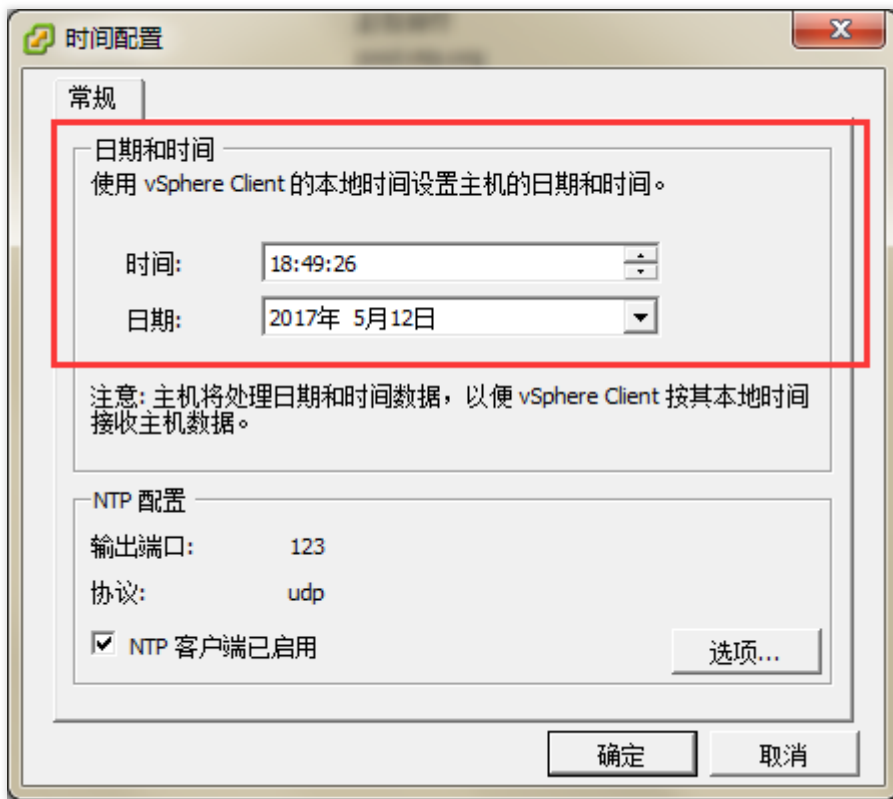 时间配置
常规
日期和时间
使用 vSphere Client 的本地时间设置主机的日期和时间。
时间: 18:49:26
日期: 2017年 5月12日
注意: 主机将处理日期和时间数据，以便 vSphere Client 按其本地时间
接收主机数据。
NTP 配置
输出端口: 123
协议: udp
NTP 客户端已启用
选项...
确定 取消